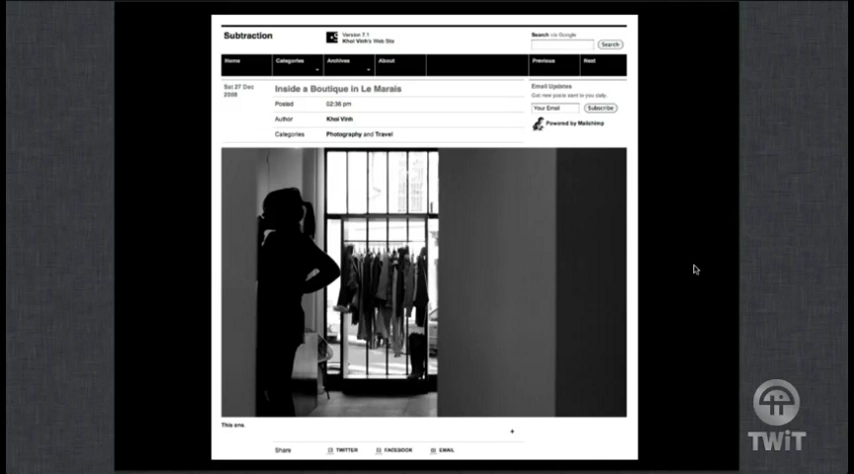 Subtraction
Version 7.1
Khoi Vinh's Web Site
Search via Google
Search
Home
Categories
Archives
About
Previous
Next
Sat 27 Dec
2008
Inside a Boutique in Le Marais
Posted 02:36 pm
Author Khoi Vinh
Categories Photography and Travel
Email Updates
Get new posts sent to you daily.
Your Email
Subscribe
Powered by Mailchimp
This one.
Share
TWITTER
FACEBOOK
EMAIL
TWiT